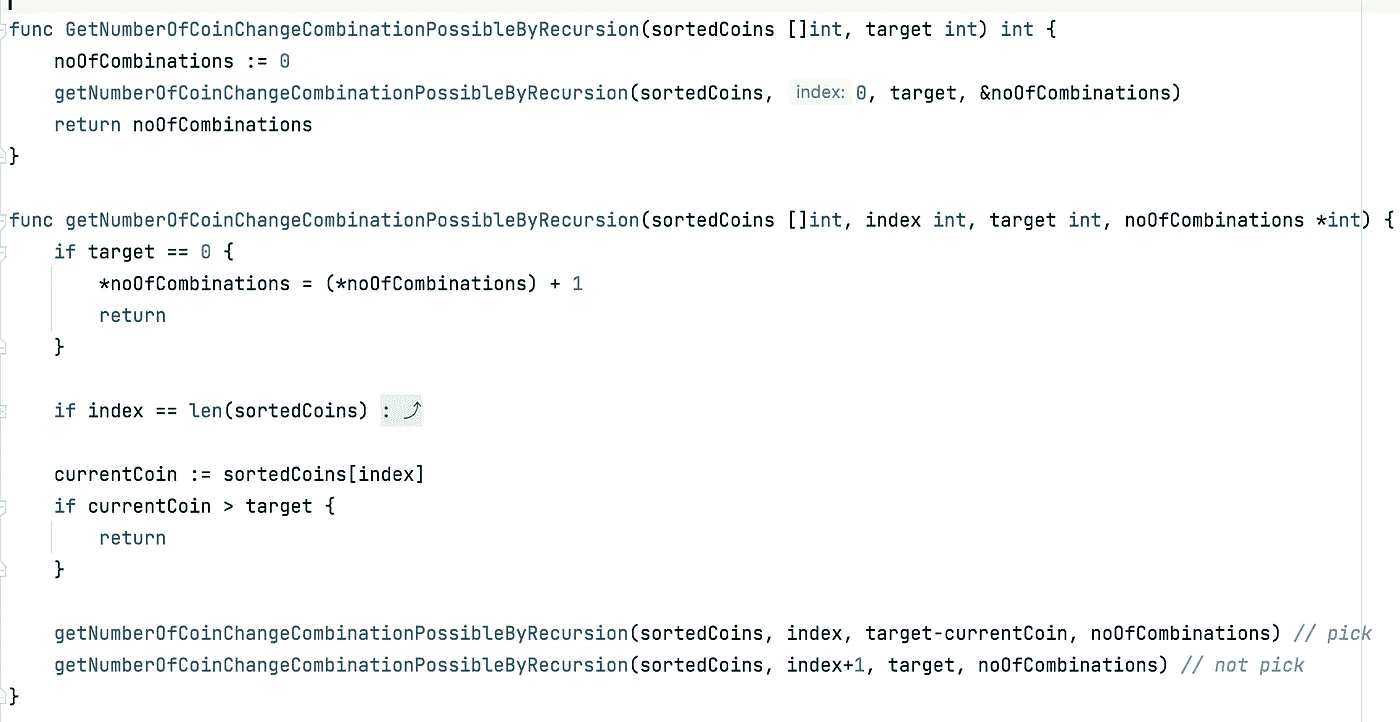 func GetNumberOfCoinChangeCombinationPossibleByRecursion(sortedCoins []int, target int) int {
    noOfCombinations := 0
    getNumberOfCoinChangeCombinationPossibleByRecursion(sortedCoins, index: 0, target, &noOfCombinations)
    return noOfCombinations
}

func getNumberOfCoinChangeCombinationPossibleByRecursion(sortedCoins []int, index int, target int, noOfCombinations *int) {
    if target == 0 {
        *noOfCombinations = (*noOfCombinations) + 1
        return
    }

    if index == len(sortedCoins) : ⤴

    currentCoin := sortedCoins[index]
    if currentCoin > target {
        return
    }

    getNumberOfCoinChangeCombinationPossibleByRecursion(sortedCoins, index, target-currentCoin, noOfCombinations) // pick
    getNumberOfCoinChangeCombinationPossibleByRecursion(sortedCoins, index+1, target, noOfCombinations) // not pick
}